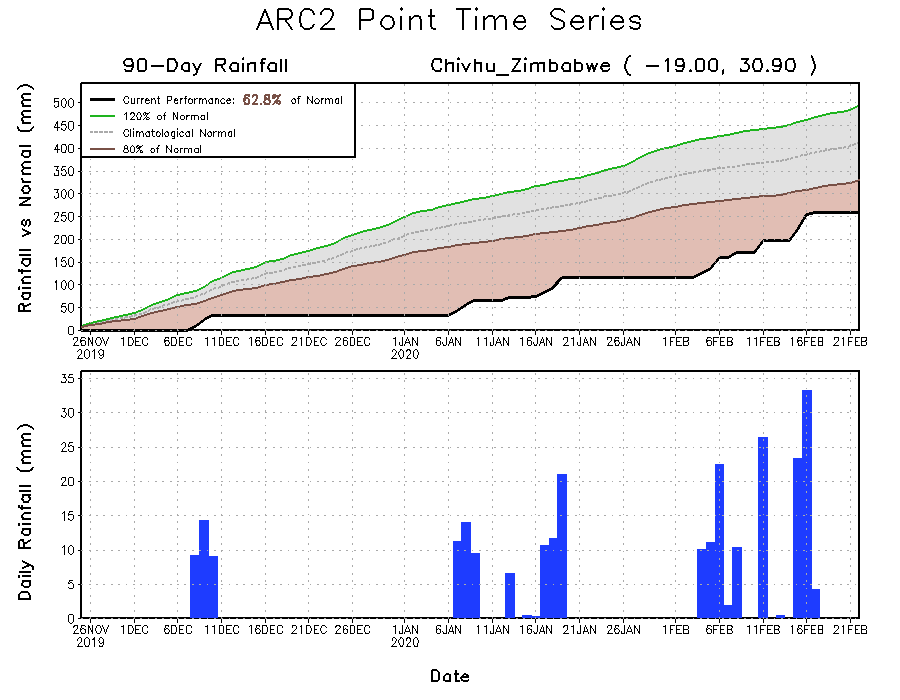 ARC2 Point Time Series
90-Day Rainfall
Chivhu_Zimbabwe ( -19.00, 30.90 )
Rainfall vs Normal (mm)
Current Performance: 62.8% of Normal
120% of Normal
Climatological Normal
80% of Normal
500
450
400
350
300
250
200
150
100
50
0
26NOV 1DEC 6DEC 11DEC 16DEC 21DEC 26DEC 1JAN 6JAN 11JAN 16JAN 21JAN 26JAN 1FEB 6FEB 11FEB 16FEB 21FEB
2019 2020
Daily Rainfall (mm)
35
30
25
20
15
10
5
0
26NOV 1DEC 6DEC 11DEC 16DEC 21DEC 26DEC 1JAN 6JAN 11JAN 16JAN 21JAN 26JAN 1FEB 6FEB 11FEB 16FEB 21FEB
2019 2020
Date